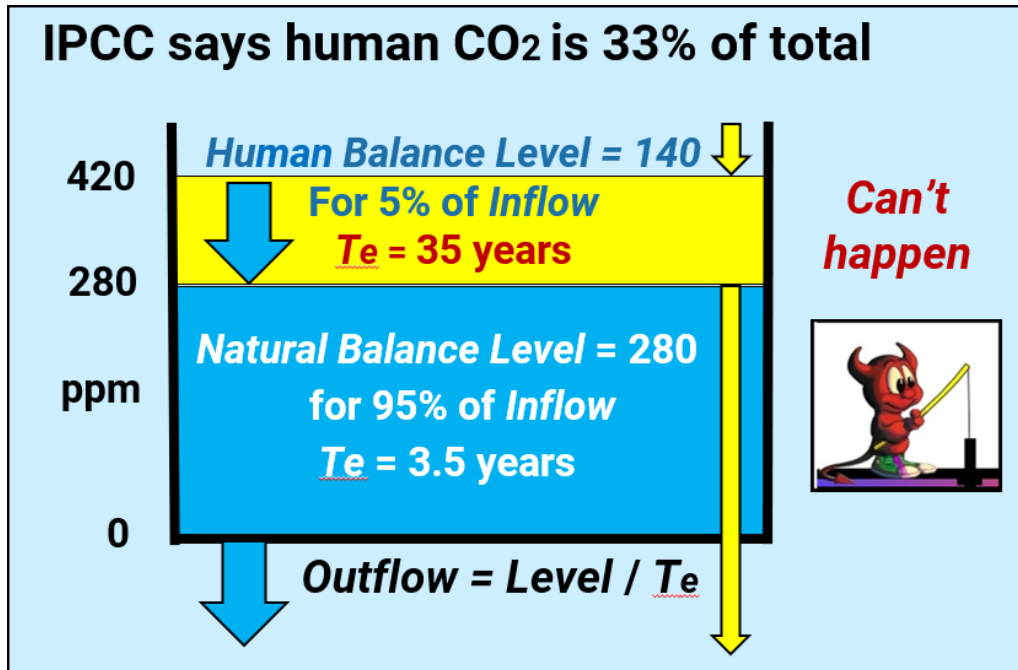 IPCC says human CO2 is 33% of total
Human Balance Level = 140
420
For 5% of Inflow
Te = 35 years
Can't
happen
280
Natural Balance Level = 280
ppm
for 95% of Inflow
Te = 3.5 years
0
Outflow = Level / Te